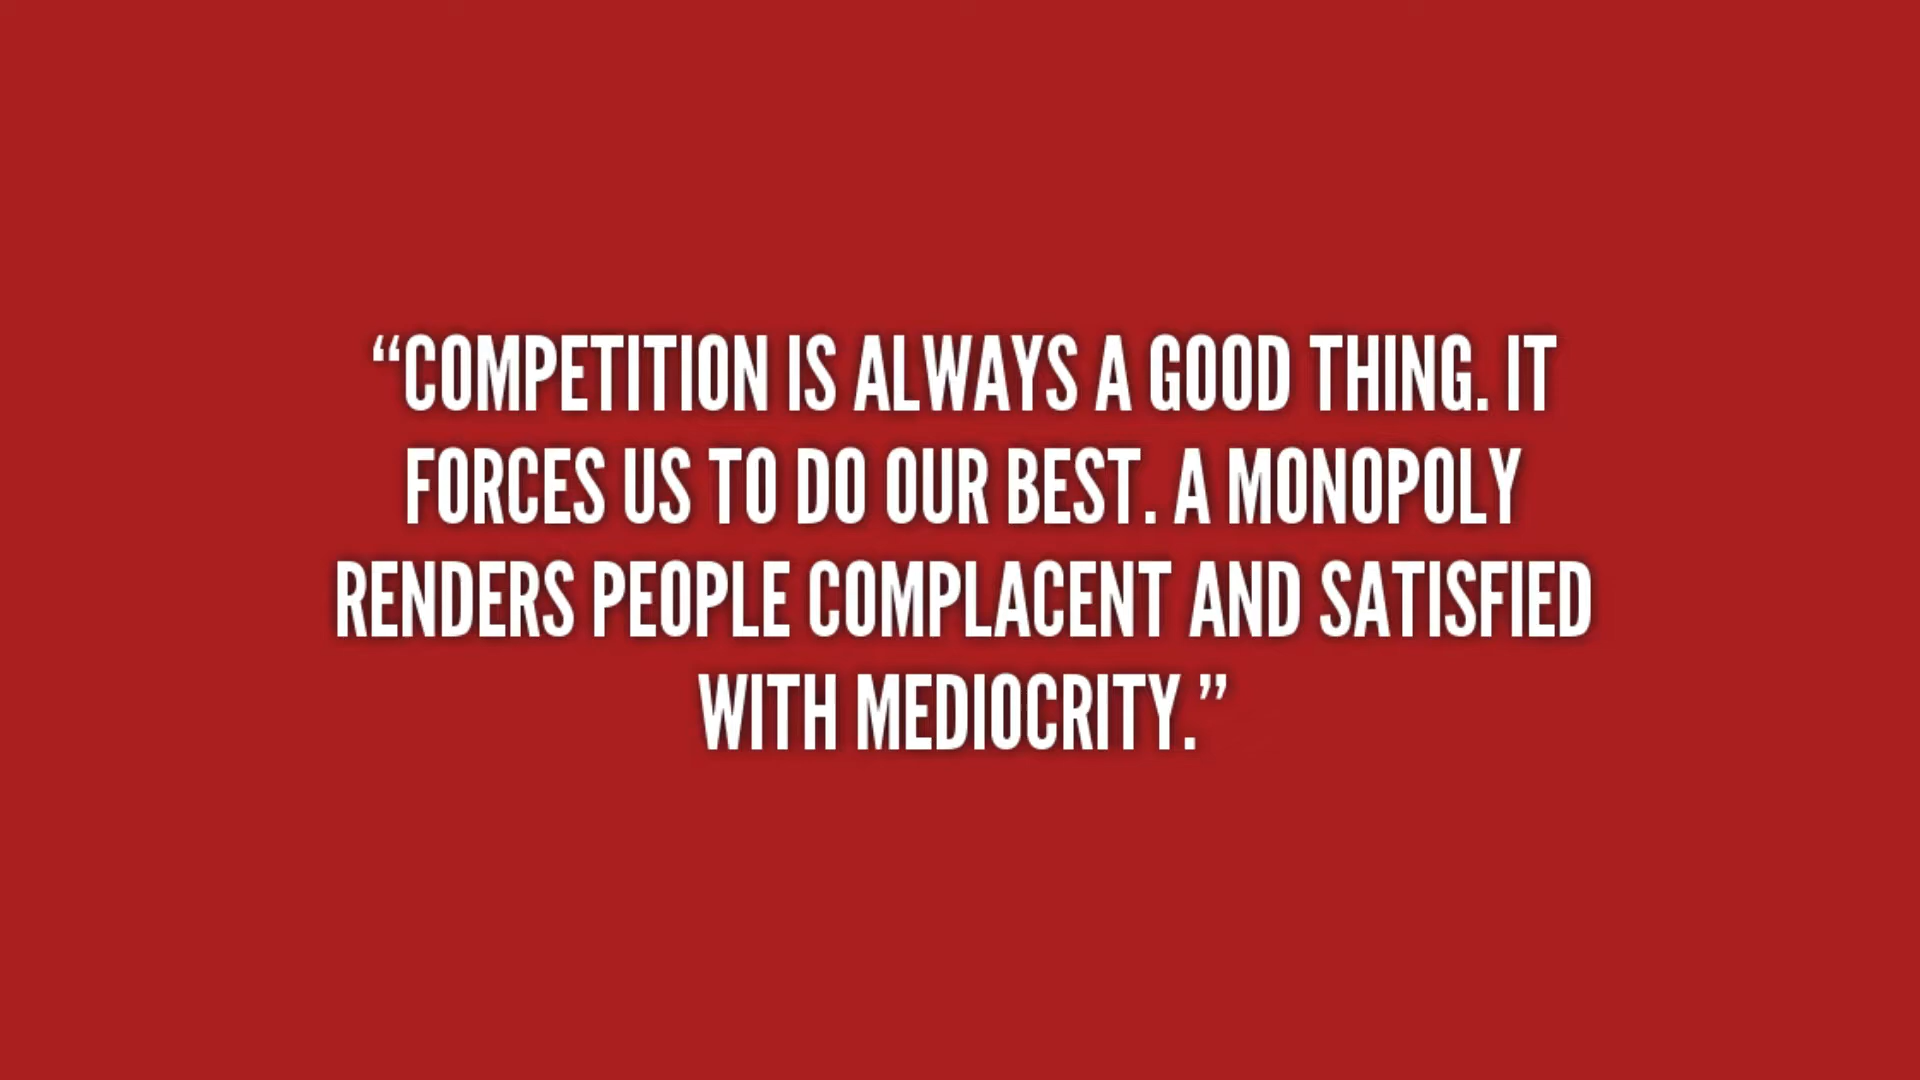 “COMPETITION IS ALWAYS A GOOD THING. IT
FORCES US TO DO OUR BEST. A MONOPOLY
RENDERS PEOPLE COMPLACENT AND SATISFIED
WITH MEDIOCRITY.”